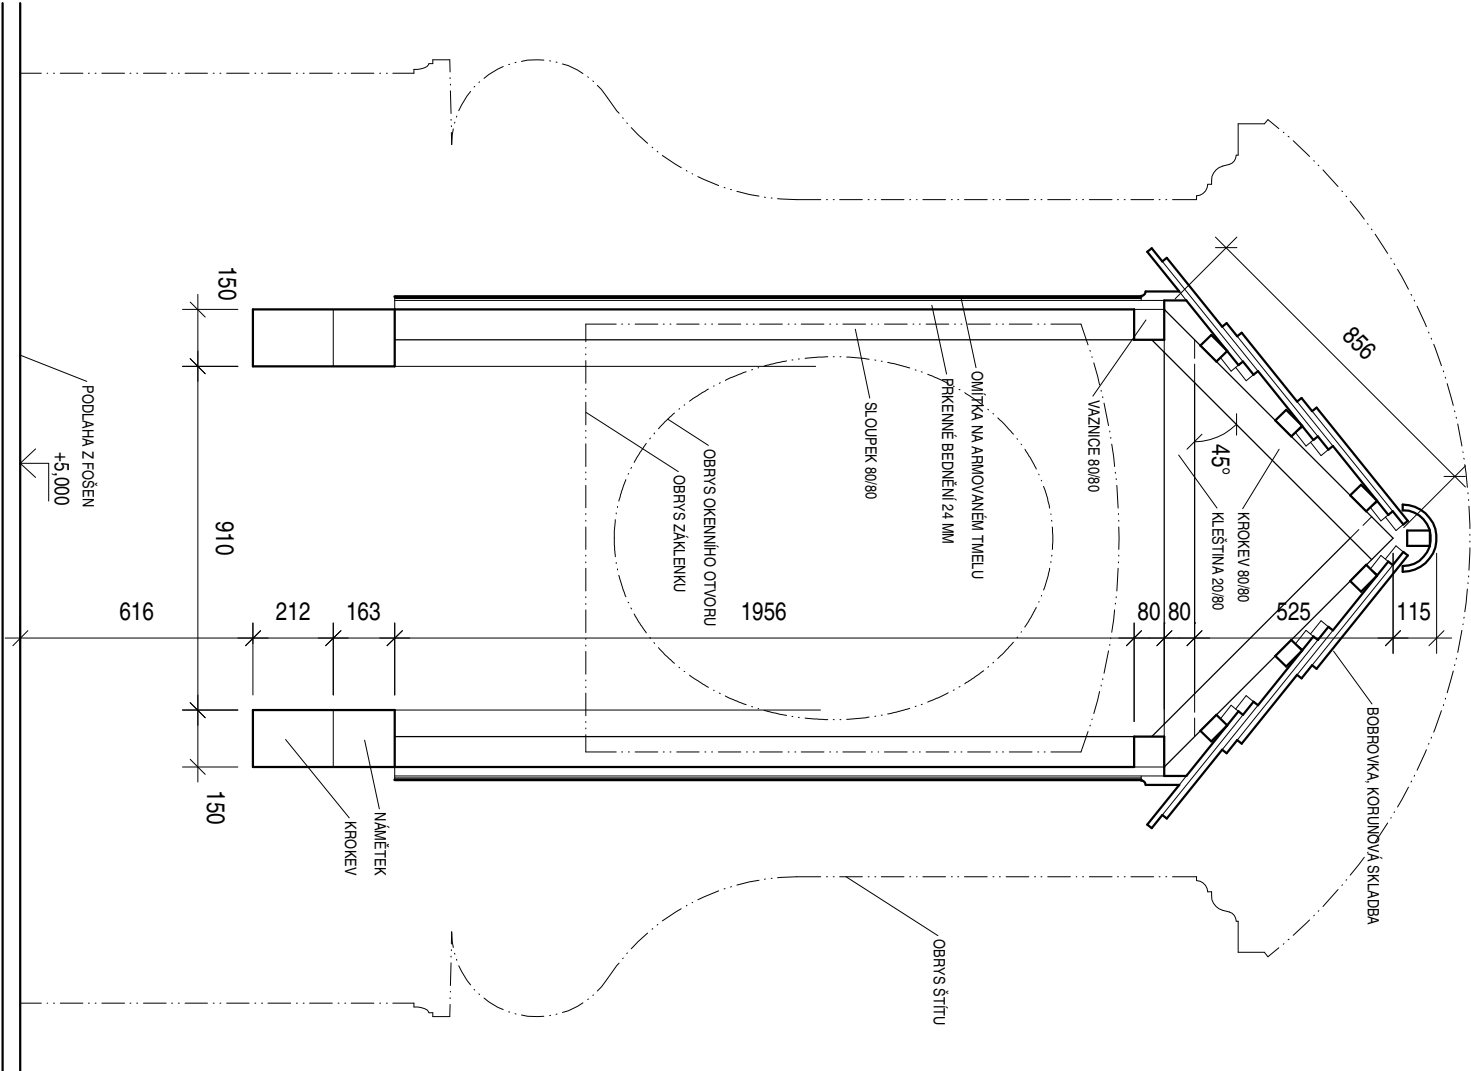 856
150
PODLAHA Z FOŠEN
+5,000
910
OMÍTKA NA ARMOVANÉM TMELU
PRKENNÉ BEDNĚNÍ 24 MM
SLOUPEK 80/80
VAZNICE 80/80
45°
KROKEV 80/80
KLEŠTINA 20/80
OBRYS OKENNÍHO OTVORU
OBRYS ZÁKLENKU
616
212
163
1956
80
80
525
115
150
NÁMĚTEK
KROKEV
BOBROVKA, KORUNOVÁ SKLADBA
OBRYS ŠTÍTU